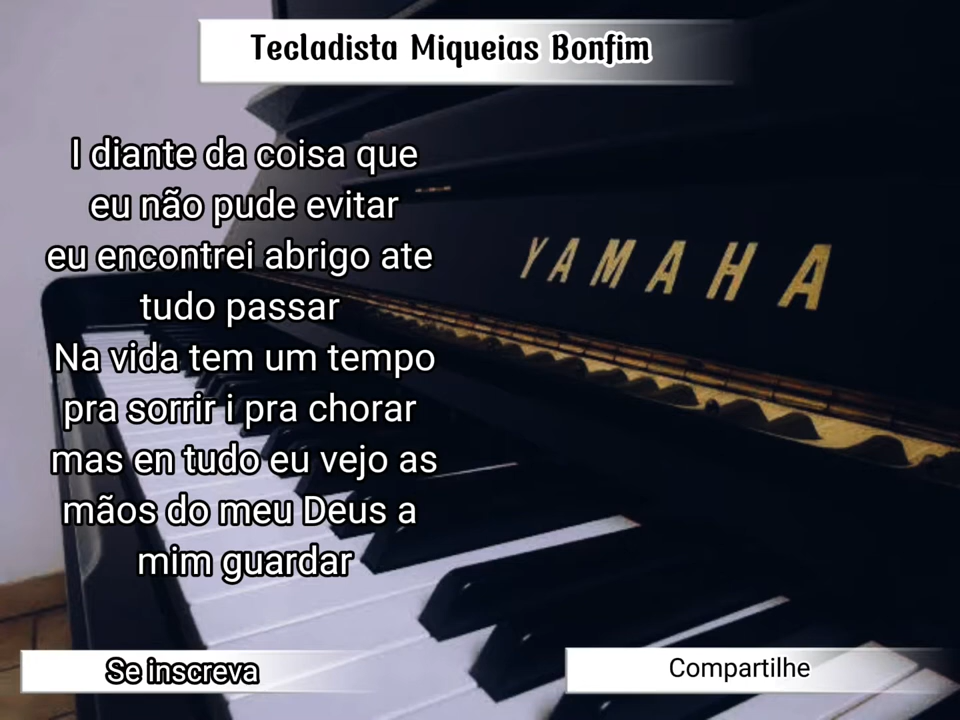 Tecladista Miqueias Bonfim
I diante da coisa que
eu não pude evitar
eu encontrei abrigo ate
tudo passar
Na vida tem um tempo
pra sorrir i pra chorar
mas en tudo eu vejo as
mãos do meu Deus a
mim guardar
YAMAHA
Se inscreva
Compartilhe